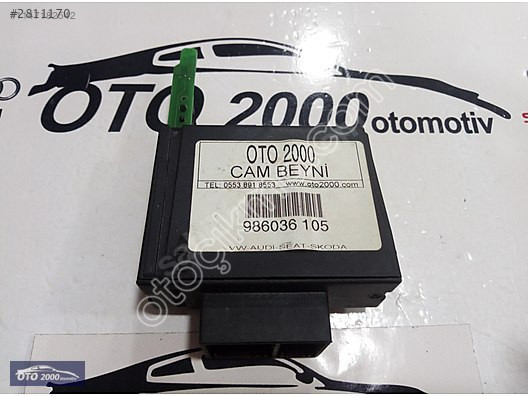 #2811170
OTO 2000 otomotiv
OTO 2000
CAM BEYNİ
TEL: 0553 891 8553 www.oto2000.com
986036 105
VW-AUDI-SEAT-SKODA
OTO 2000 otomotiv